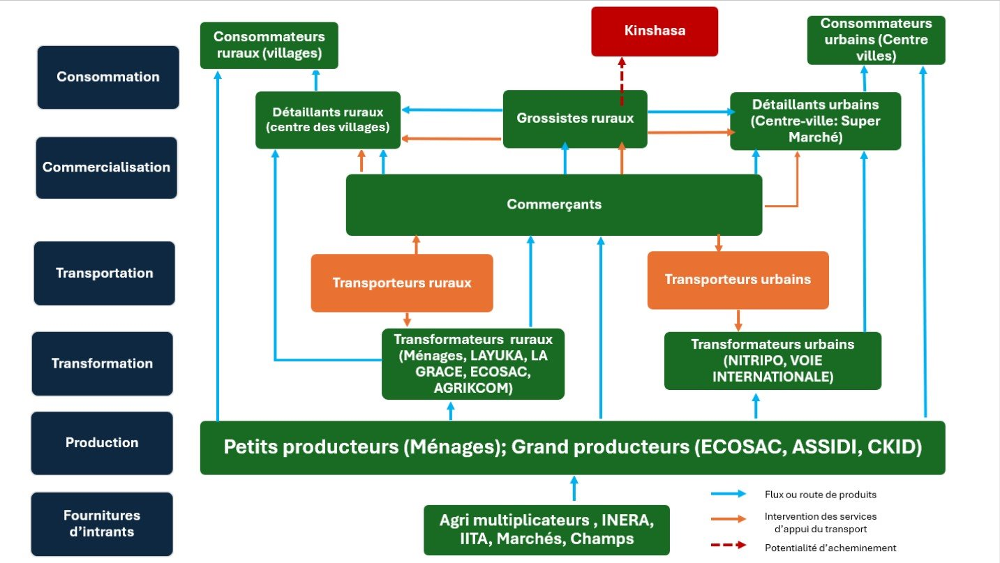 Kinshasa
Consommateurs
ruraux (villages)
Consommateurs
urbains (Centre
villes)
Consommation
Détaillants ruraux
(centre des villages)
Grossistes ruraux
Détaillants urbains
(Centre-ville: Super
Marché)
Commercialisation
Commerçants
Transportation
Transporteurs ruraux
Transporteurs urbains
Transformation
Transformateurs  ruraux
(Ménages, LAYUKA, LA
GRACE, ECOSAC,
AGRIKCOM)
Transformateurs urbains
(NITRIPO, VOIE
INTERNATIONALE)
Production
Petits producteurs (Ménages); Grand producteurs (ECOSAC, ASSIDI, CKID)
Fournitures
d’intrants
Agri multiplicateurs , INERA,
IITA, Marchés, Champs
Flux ou route de produits
Intervention des services
d’appui du transport
Potentialité d’acheminement